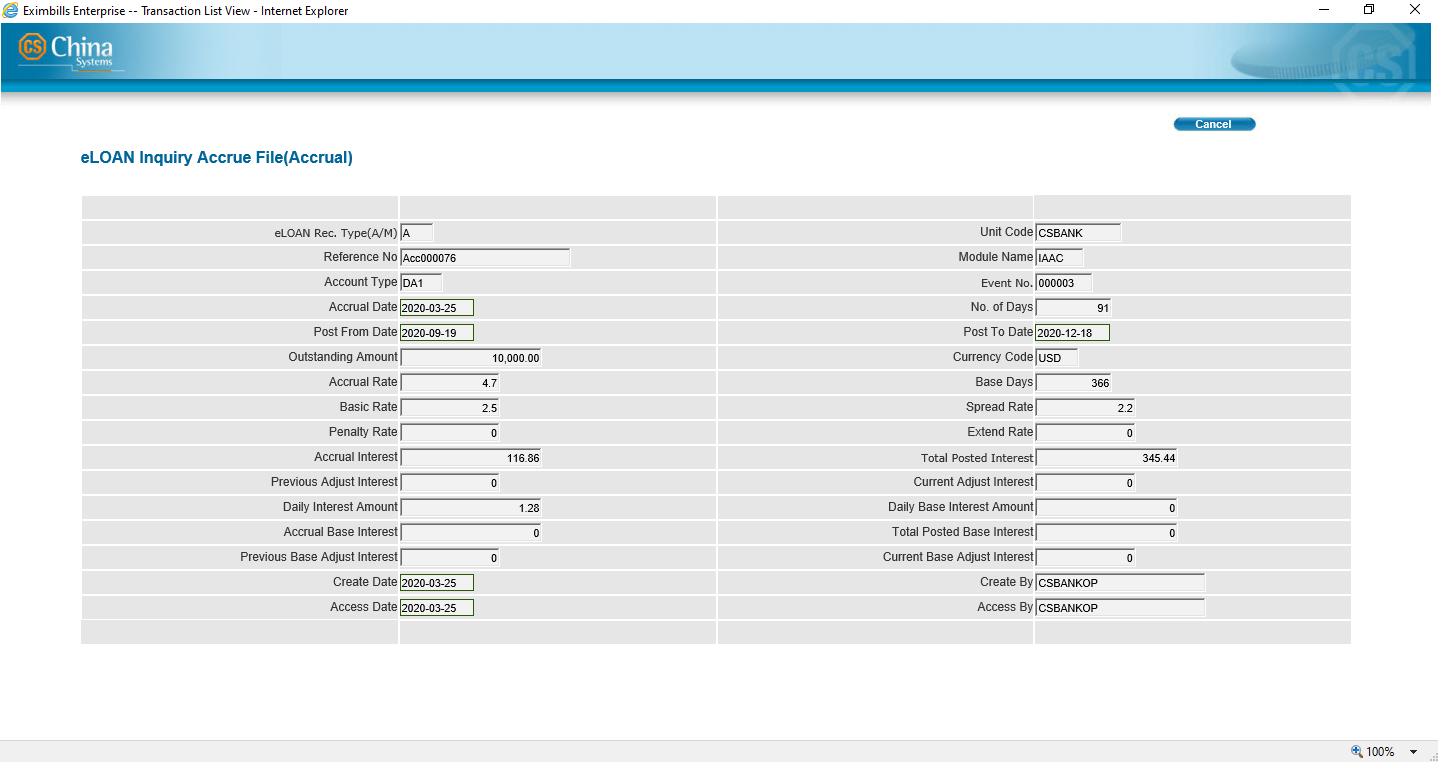 Eximbills Enterprise -- Transaction List View - Internet Explorer
CS China
Systems
CS
Cancel
eLOAN Inquiry Accrue File(Accrual)
eLOAN Rec. Type(A/M) A Unit Code CSBANK
Reference No Acc000076 Module Name IAAC
Account Type DA1 Event No. 000003
Accrual Date 2020-03-25 No. of Days 91
Post From Date 2020-09-19 Post To Date 2020-12-18
Outstanding Amount 10,000.00 Currency Code USD
Accrual Rate 4.7 Base Days 366
Basic Rate 2.5 Spread Rate 2.2
Penalty Rate 0 Extend Rate 0
Accrual Interest 116.86 Total Posted Interest 345.44
Previous Adjust Interest 0 Current Adjust Interest 0
Daily Interest Amount 1.28 Daily Base Interest Amount 0
Accrual Base Interest 0 Total Posted Base Interest 0
Previous Base Adjust Interest 0 Current Base Adjust Interest 0
Create Date 2020-03-25 Create By CSBANKOP
Access Date 2020-03-25 Access By CSBANKOP
100%